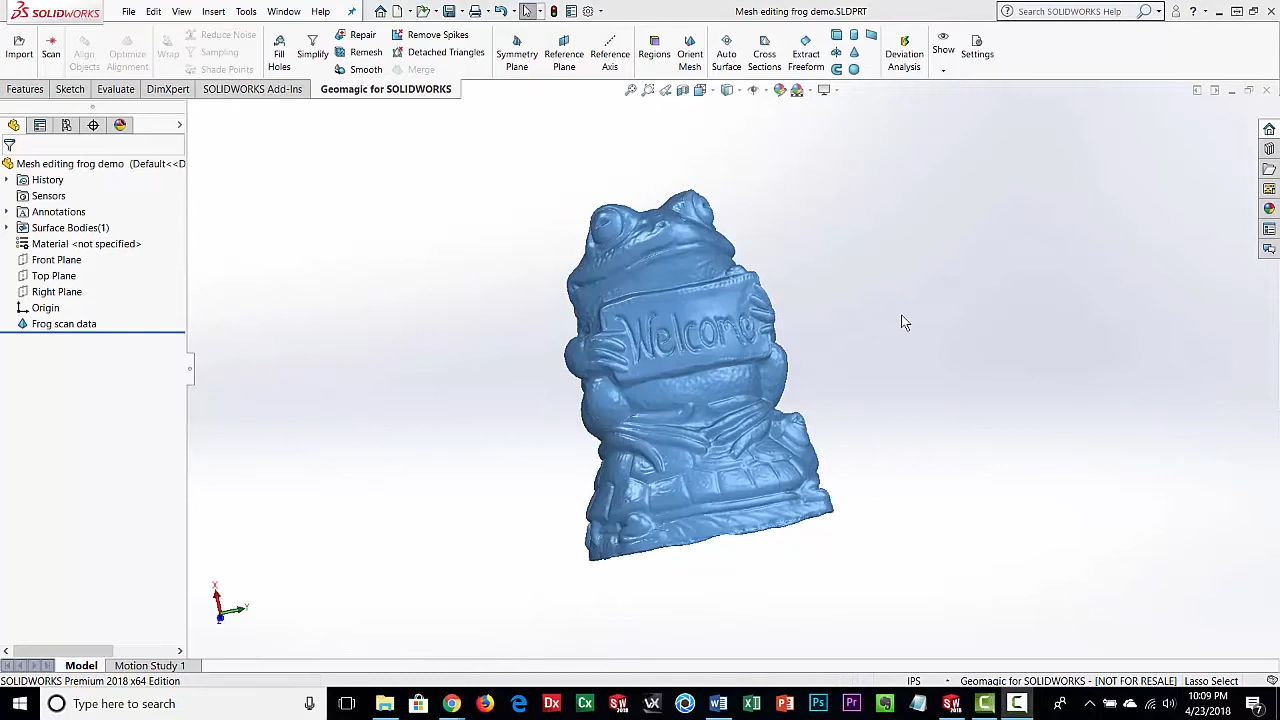 SOLIDWORKS File Edit View Insert Tools Window Help Mesh editing frog demo.SLDPRT Search SOLIDWORKS Help
Import Scan Align Objects Optimize Alignment Reduce Noise Sampling Shade Points Wrap Fill Holes Simplify Repair Remesh Smooth Remove Spikes Detached Triangles Merge Symmetry Plane Reference Plane Reference Axis Regions Orient Mesh Auto Surface Cross Sections Extract Freeform Deviation Analysis Show Settings
Features Sketch Evaluate DimXpert SOLIDWORKS Add-Ins Geomagic for SOLIDWORKS
Mesh editing frog demo (Default<<D
History
Sensors
Annotations
Surface Bodies(1)
Material <not specified>
Front Plane
Top Plane
Right Plane
Origin
Frog scan data
Welcome
X
Y
Z
Model Motion Study 1
SOLIDWORKS Premium 2018 x64 Edition IPS Geomagic for SOLIDWORKS - [NOT FOR RESALE] Lasso Select
Type here to search
10:09 PM
4/23/2018